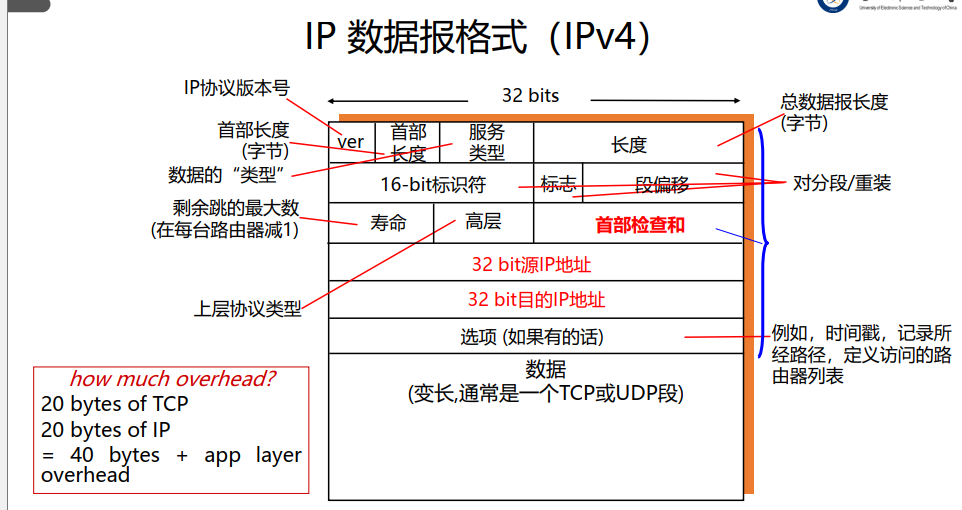 University of Electronic Science and Technology of China
IP 数据报格式（IPv4）
IP协议版本号
32 bits
总数据报长度
(字节)
首部长度
(字节)
数据的“类型”
ver
首部
长度
服务
类型
长度
16-bit标识符
标志
段偏移
对分段/重装
剩余跳的最大数
(在每台路由器减1)
寿命
高层
首部检查和
32 bit源IP地址
32 bit目的IP地址
上层协议类型
选项 (如果有的话)
例如，时间戳，记录所
经路径，定义访问的路
由器列表
数据
(变长,通常是一个TCP或UDP段)
how much overhead?
20 bytes of TCP
20 bytes of IP
= 40 bytes + app layer
overhead